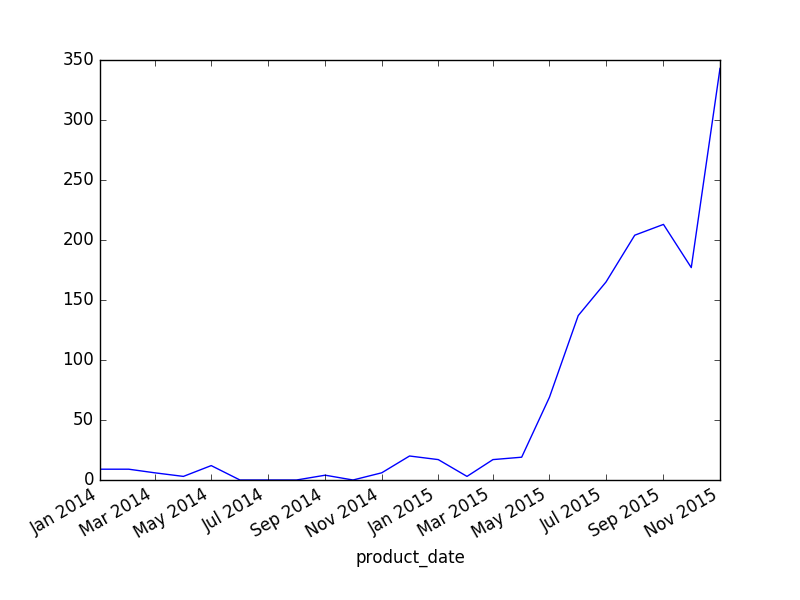 350
300
250
200
150
100
50
0
Jan 2014
Mar 2014
May 2014
Jul 2014
Sep 2014
Nov 2014
Jan 2015
Mar 2015
May 2015
Jul 2015
Sep 2015
Nov 2015
product_date